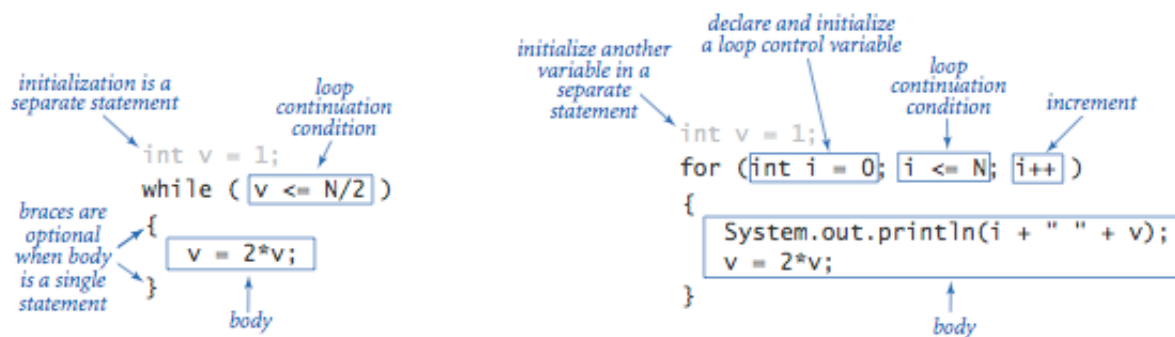 initialization is a
separate statement
loop
continuation
condition
int v = 1;
while ( v <= N/2 )
{
v = 2*v;
}
braces are
optional
when body
is a single
statement
body
initialize another
variable in a
separate
statement
declare and initialize
a loop control variable
loop
continuation
condition
increment
int v = 1;
for (int i = 0; i <= N; i++ )
{
System.out.println(i + " " + v);
v = 2*v;
}
body